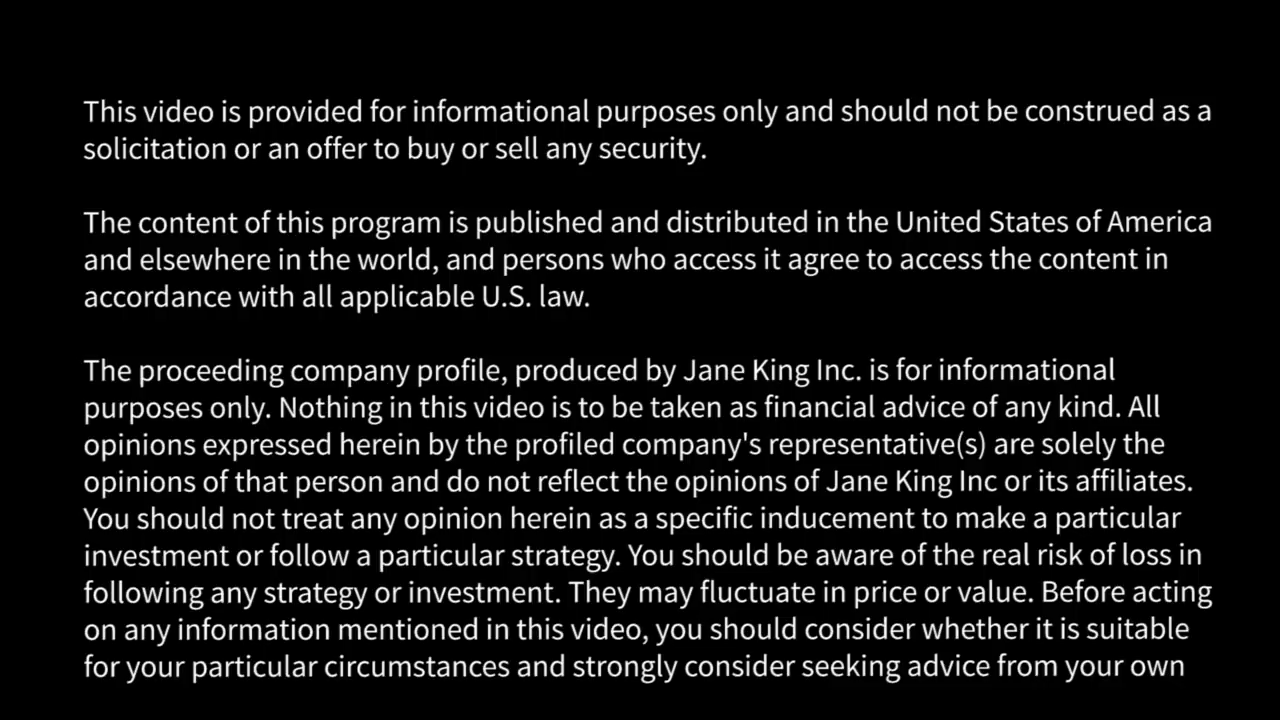 This video is provided for informational purposes only and should not be construed as a
solicitation or an offer to buy or sell any security.
The content of this program is published and distributed in the United States of America
and elsewhere in the world, and persons who access it agree to access the content in
accordance with all applicable U.S. law.
The proceeding company profile, produced by Jane King Inc. is for informational
purposes only. Nothing in this video is to be taken as financial advice of any kind. All
opinions expressed herein by the profiled company's representative(s) are solely the
opinions of that person and do not reflect the opinions of Jane King Inc or its affiliates.
You should not treat any opinion herein as a specific inducement to make a particular
investment or follow a particular strategy. You should be aware of the real risk of loss in
following any strategy or investment. They may fluctuate in price or value. Before acting
on any information mentioned in this video, you should consider whether it is suitable
for your particular circumstances and strongly consider seeking advice from your own